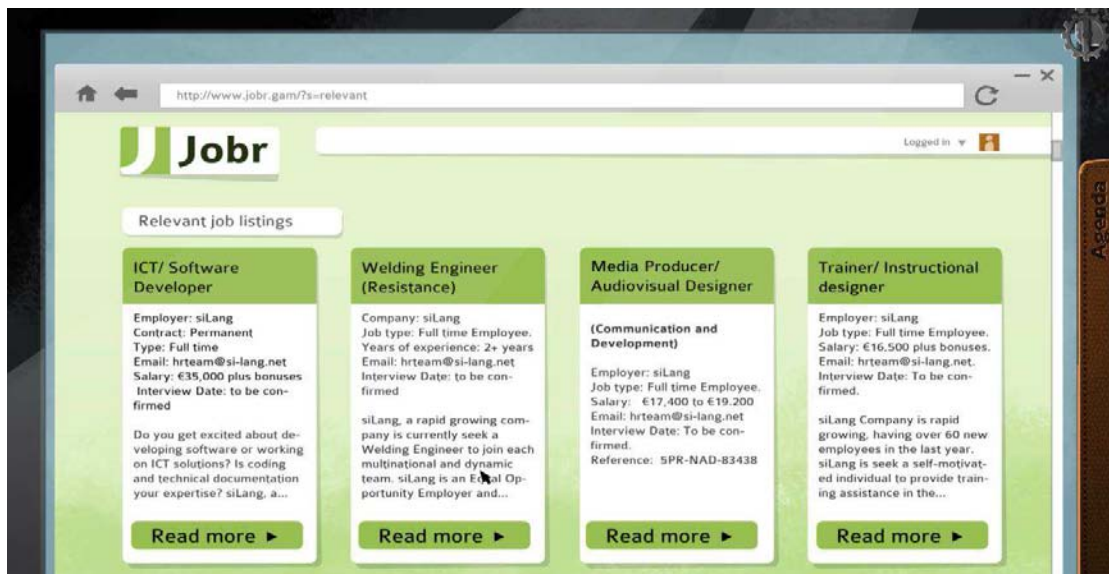 http://www.jobr.gam/?s=relevant
Jobr
Logged in
Relevant job listings
ICT/ Software
Developer
Employer: siLang
Contract: Permanent
Type: Full time
Email: hrteam@si-lang.net
Salary: €35,000 plus bonuses
Interview Date: to be con-
firmed
Do you get excited about de-
veloping software or working
on ICT solutions? Is coding
and technical documentation
your expertise? siLang, a...
Read more
Welding Engineer
(Resistance)
Company: siLang
Job type: Full time Employee.
Years of experience: 2+ years
Email: hrteam@si-lang.net
Interview Date: to be con-
firmed
siLang, a rapid growing com-
pany is currently seek a
Welding Engineer to join each
multinational and dynamic
team. siLang is an Equal Op-
portunity Employer and...
Read more
Media Producer/
Audiovisual Designer
(Communication and
Development)
Employer: siLang
Job type: Full time Employee.
Salary: €17,400 to €19.200
Email: hrteam@si-lang.net
Interview Date: To be con-
firmed.
Reference: 5PR-NAD-83438
Read more
Trainer/ Instructional
designer
Employer: siLang
Job type: Full time Employee.
Salary: €16,500 plus bonuses.
Email: hrteam@si-lang.net.
Interview Date: To be con-
firmed.
siLang Company is rapid
growing, having over 60 new
employees in the last year.
siLang is seek a self-motivat-
ed individual to provide train-
ing assistance in the...
Read more
Agenda